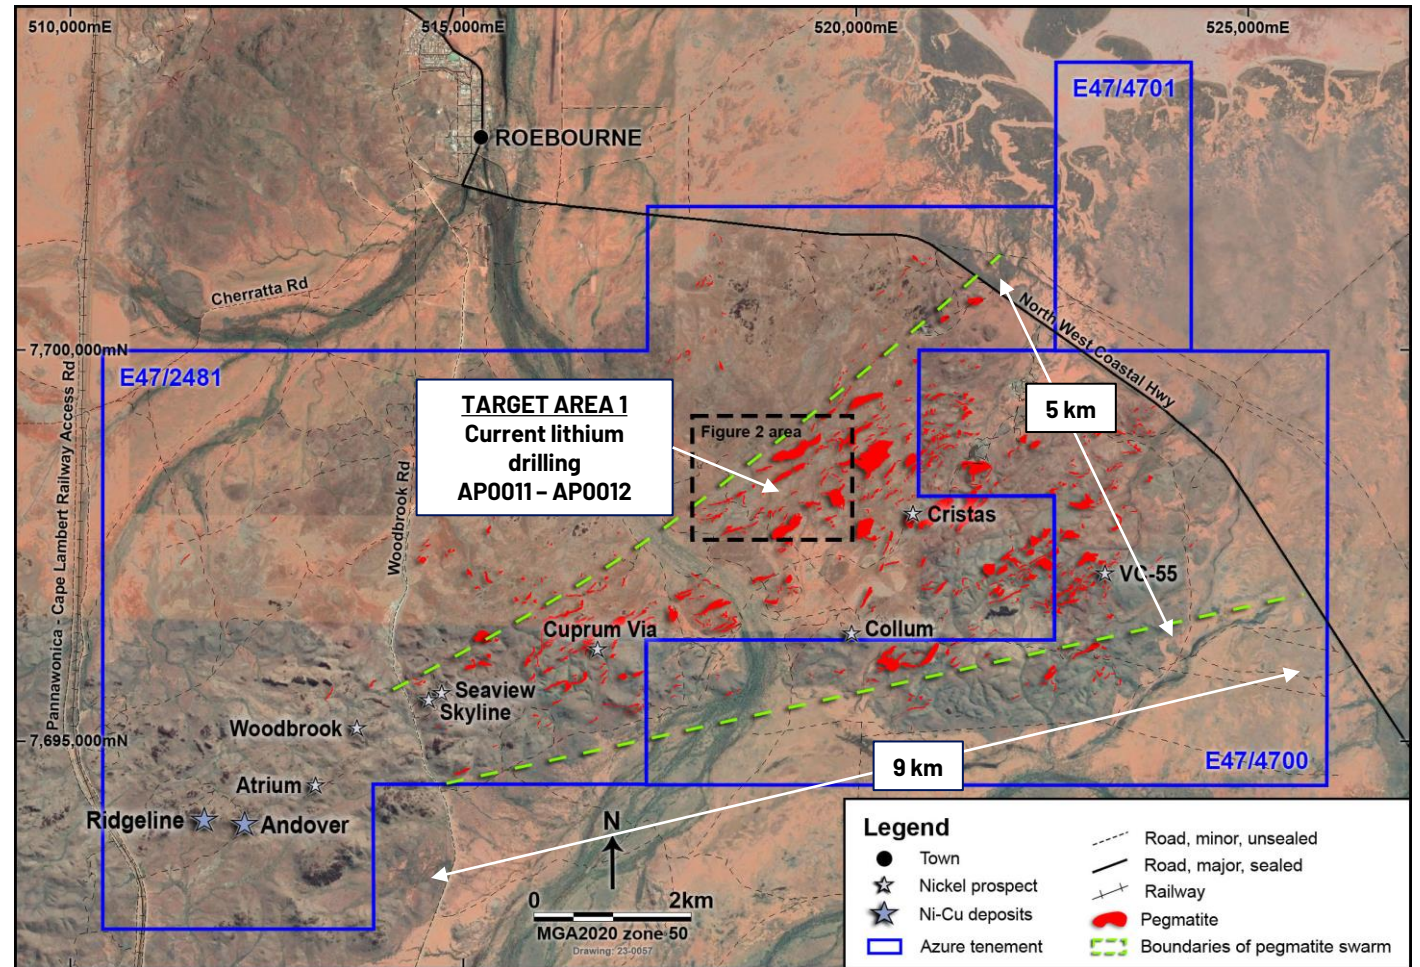 510,000mE
515,000mE
520,000mE
525,000mE
E47/4701
ROEBOURNE
Cherratta Rd
North West Coastal Hwy
7,700,000mN
E47/2481
Pannawonica - Cape Lambert Railway Access Rd
Woodbrook Rd
TARGET AREA 1
Current lithium
drilling
AP0011 – AP0012
Figure 2 area
5 km
Cristas
VC-55
Cuprum Via
Collum
Seaview
Skyline
Woodbrook
7,695,000mN
9 km
E47/4700
Atrium
Ridgeline
Andover
N
0 2km
MGA2020 zone 50
Drawing: 23-0057
Legend
Town
Nickel prospect
Ni-Cu deposits
Azure tenement
Road, minor, unsealed
Road, major, sealed
Railway
Pegmatite
Boundaries of pegmatite swarm